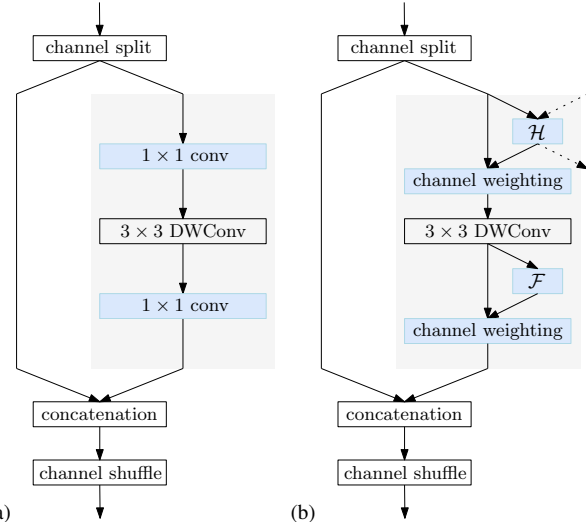 channel split
1 × 1 conv
3 × 3 DWConv
1 × 1 conv
concatenation
channel shuffle
)
channel split
ℋ
channel weighting
3 × 3 DWConv
ℱ
channel weighting
concatenation
channel shuffle
(b)